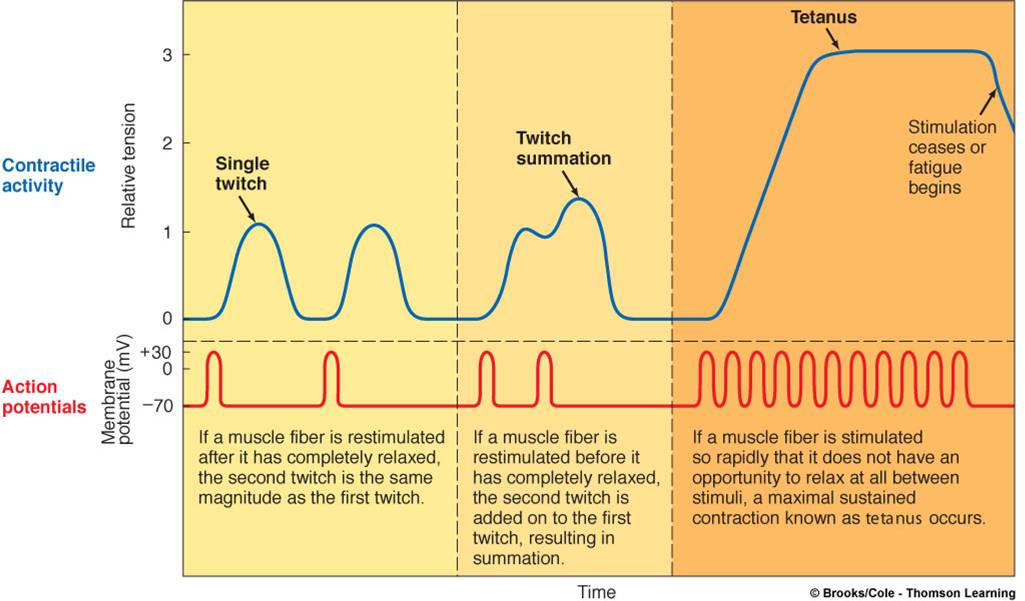 Tetanus
3
Stimulation
ceases or
fatigue
begins
Twitch
summation
2
Contractile
activity
Relative tension
Single
twitch
1
0
Membrane
potential (mV)
+30
0
Action
potentials
–70
If a muscle fiber is restimulated
after it has completely relaxed,
the second twitch is the same
magnitude as the first twitch.
If a muscle fiber is
restimulated before it
has completely relaxed,
the second twitch is
added on to the first
twitch, resulting in
summation.
If a muscle fiber is stimulated
so rapidly that it does not have an
opportunity to relax at all between
stimuli, a maximal sustained
contraction known as tetanus occurs.
Time
© Brooks/Cole - Thomson Learning